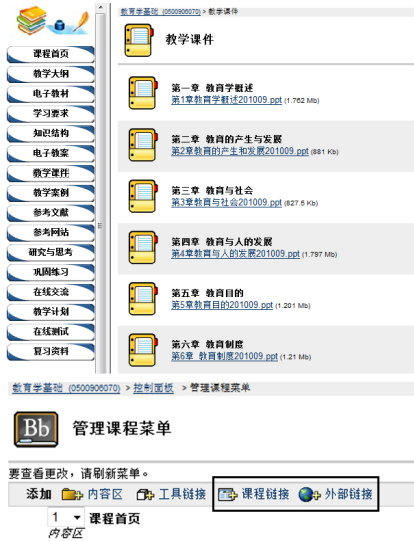 课程首页
教学大纲
电子教材
学习要求
知识结构
电子教案
教学课件
教学案例
参考文献
参考网站
研究与思考
巩固练习
在线交流
教学计划
在线测试
复习资料
教育学基础 (0500906070) > 教学课件
教学课件
第一章 教育学概述
第1章教育学概述201009.ppt (1.762 Mb)
第二章 教育的产生与发展
第2章教育的产生和发展201009.ppt (881 Kb)
第三章 教育与社会
第3章教育与社会201009.ppt (827.5 Kb)
第四章 教育与人的发展
第4章教育与人的发展201009.ppt (1.797 Mb)
第五章 教育目的
第5章教育目的201009.ppt (1.201 Mb)
第六章 教育制度
第6章 教育制度201009.ppt (1.21 Mb)
教育学基础 (0500906070) > 控制面板 > 管理课程菜单
Bb 管理课程菜单
要查看更改，请刷新菜单。
添加 内容区 工具链接 课程链接 外部链接
1 课程首页
内容区